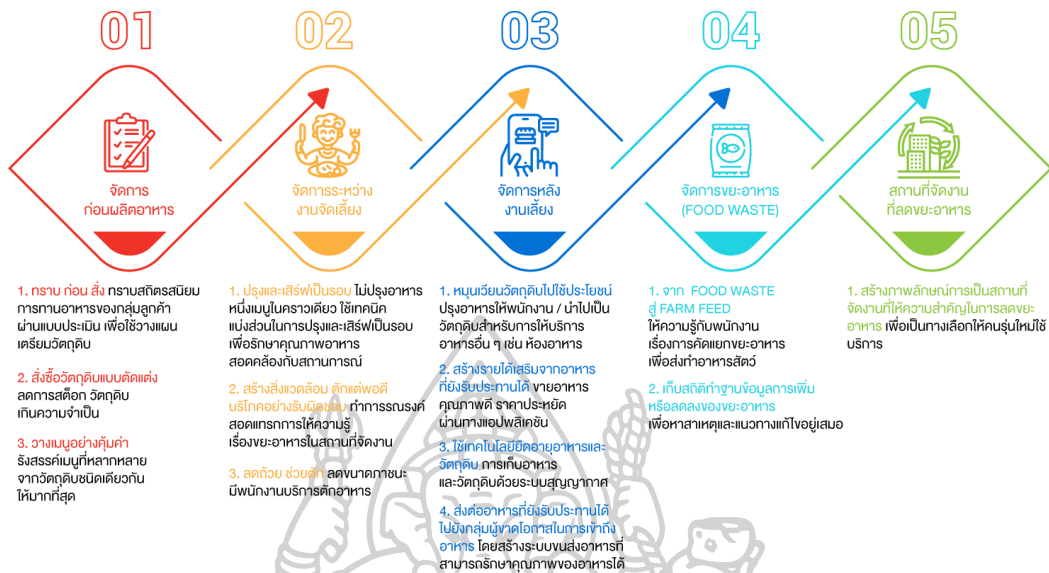 01
จัดการ
ก่อนผลิตอาหาร
1. ทราบ ก่อน สั่ง ทราบสถิตรสนิยม
การทานอาหารของกลุ่มลูกค้า
ผ่านแบบประเมิน เพื่อใช้วางแผน
เตรียมวัตถุดิบ
2. สั่งซื้อวัตถุดิบแบบตัดแต่ง
ลดการสต็อก วัตถุดิบ
เกินความจำเป็น
3. วางเมนูอย่างคุ้มค่า
รังสรรค์เมนูที่หลากหลาย
จากวัตถุดิบชนิดเดียวกัน
ให้มากที่สุด
02
จัดการระหว่าง
งานจัดเลี้ยง
1. ปรุงและเสิร์ฟเป็นรอบ ไม่ปรุงอาหาร
หนึ่งเมนูในคราวเดียว ใช้เทคนิค
แบ่งส่วนในการปรุงและเสิร์ฟเป็นรอบ
เพื่อรักษาคุณภาพอาหาร
สอดคล้องกับสถานการณ์
2. สร้างสิ่งแวดล้อม ตักแต่พอดี
บริโภคอย่างรับผิดชอบ ทำการรณรงค์
สอดแทรกการให้ความรู้
เรื่องขยะอาหารในสถานที่จัดงาน
3. ลดถ้วย ช่วยตัก ลดขนาดภาชนะ
มีพนักงานบริการตักอาหาร
03
จัดการหลัง
งานเลี้ยง
1. หมุนเวียนวัตถุดิบไปใช้ประโยชน์
ปรุงอาหารให้พนักงาน / นำไปเป็น
วัตถุดิบสำหรับการให้บริการ
อาหารอื่น ๆ เช่น ห้องอาหาร
2. สร้างรายได้เสริมจากอาหาร
ที่ยังรับประทานได้ ขายอาหาร
คุณภาพดี ราคาประหยัด
ผ่านทางแอปพลิเคชัน
3. ใช้เทคโนโลยียืดอายุอาหารและ
วัตถุดิบ การเก็บอาหาร
และวัตถุดิบด้วยระบบสุญญากาศ
4. ส่งต่ออาหารที่ยังรับประทานได้
ไปยังกลุ่มผู้ขาดโอกาสในการเข้าถึง
อาหาร โดยสร้างระบบขนส่งอาหารที่
สามารถรักษาคุณภาพของอาหารได้
04
จัดการขยะอาหาร
(FOOD WASTE)
1. จาก FOOD WASTE
สู่ FARM FEED
ให้ความรู้กับพนักงาน
เรื่องการคัดแยกขยะอาหาร
เพื่อส่งทำอาหารสัตว์
2. เก็บสถิติทำฐานข้อมูลการเพิ่ม
หรือลดลงของขยะอาหาร
เพื่อหาสาเหตุและแนวทางแก้ไขอยู่เสมอ
05
สถานที่จัดงาน
ที่ลดขยะอาหาร
1. สร้างภาพลักษณ์การเป็นสถานที่
จัดงานที่ให้ความสำคัญในการลดขยะ
อาหาร เพื่อเป็นทางเลือกให้คนรุ่นใหม่ใช้
บริการ